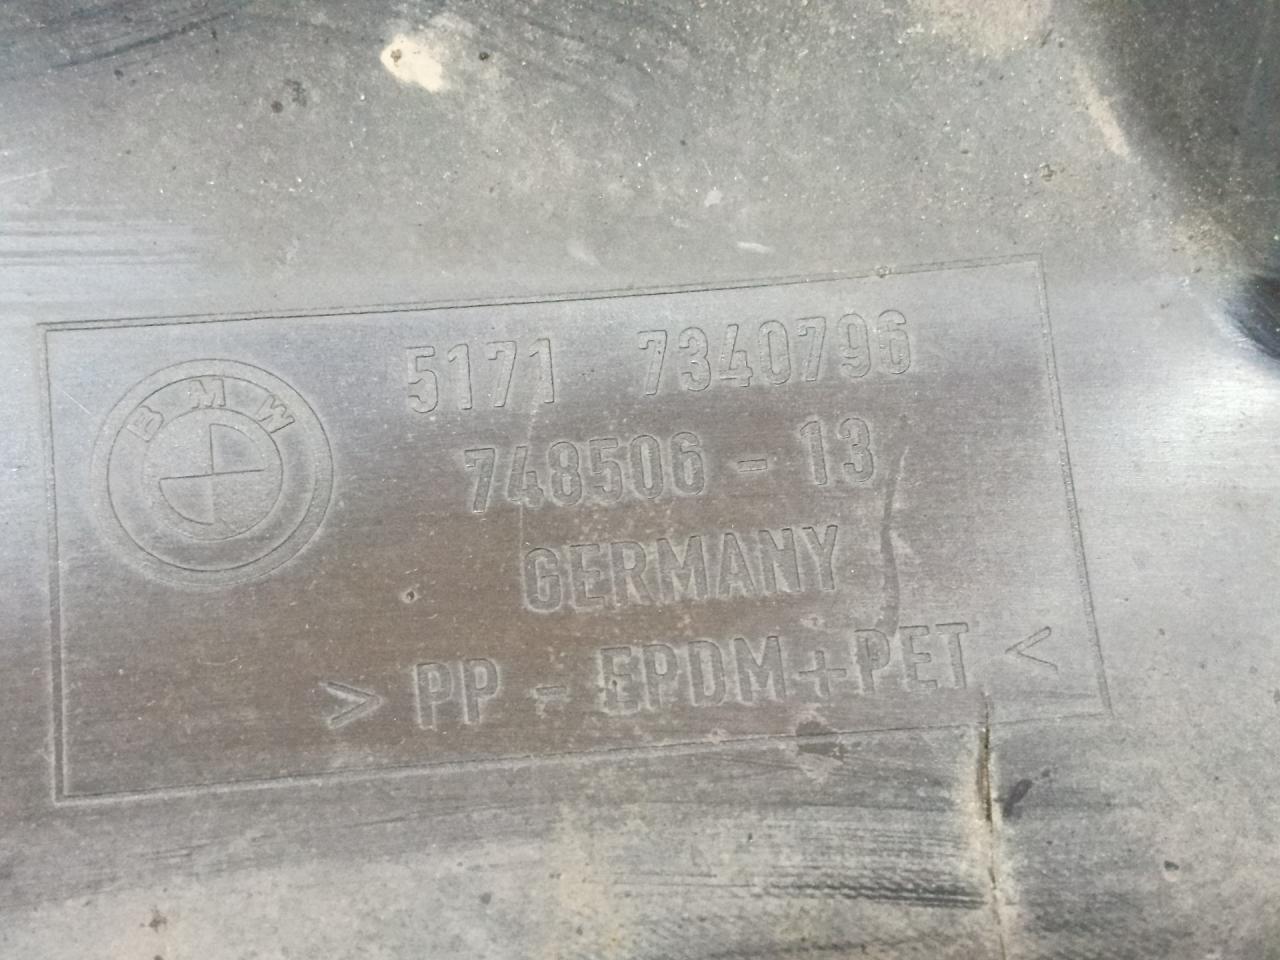 BMW
5171 7340796
748506 - 13
GERMANY
> PP - EPDM+PET <